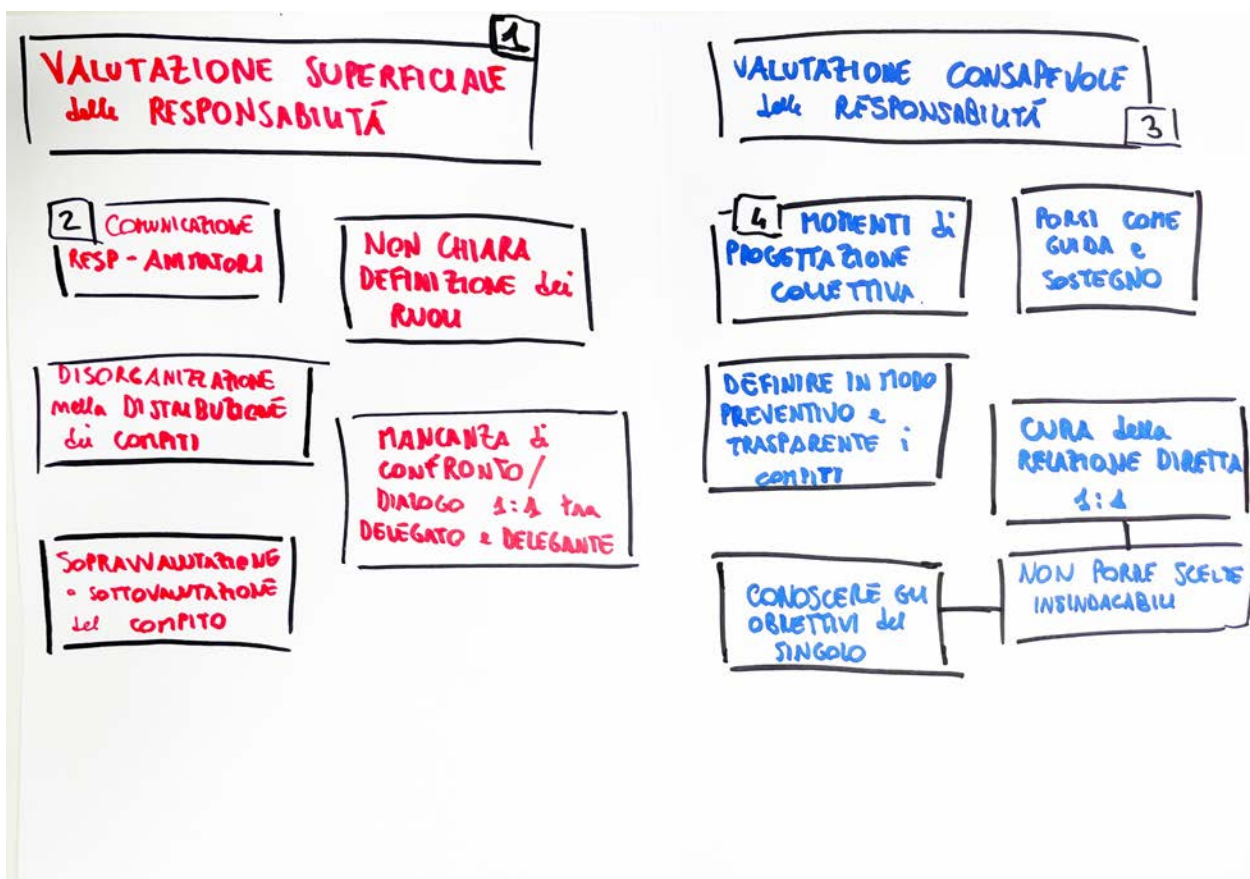 1
VALUTAZIONE SUPERFICIALE
delle RESPONSABILITÁ
2 COMUNICAZIONE
RESP - ANIMATORI
NON CHIARA
DEFINIZIONE dei
RUOLI
DISORGANIZZAZIONE
nella DISTRIBUZIONE
dei COMPITI
MANCANZA di
CONFRONTO/
DIALOGO 1:1 tra
DELEGATO e DELEGANTE
SOPRAVVALUTAZIONE
o SOTTOVALUTAZIONE
del COMPITO
VALUTAZIONE CONSAPEVOLE
delle RESPONSABILITÁ
3
4 MOMENTI di
PROGETTAZIONE
COLLETTIVA
PORSI COME
GUIDA e
SOSTEGNO
DEFINIRE IN MODO
PREVENTIVO e
TRASPARENTE i
COMPITI
CURA della
RELAZIONE DIRETTA
1:1
CONOSCERE GLI
OBIETTIVI del
SINGOLO
NON PORRE SCELTE
INSINDACABILI